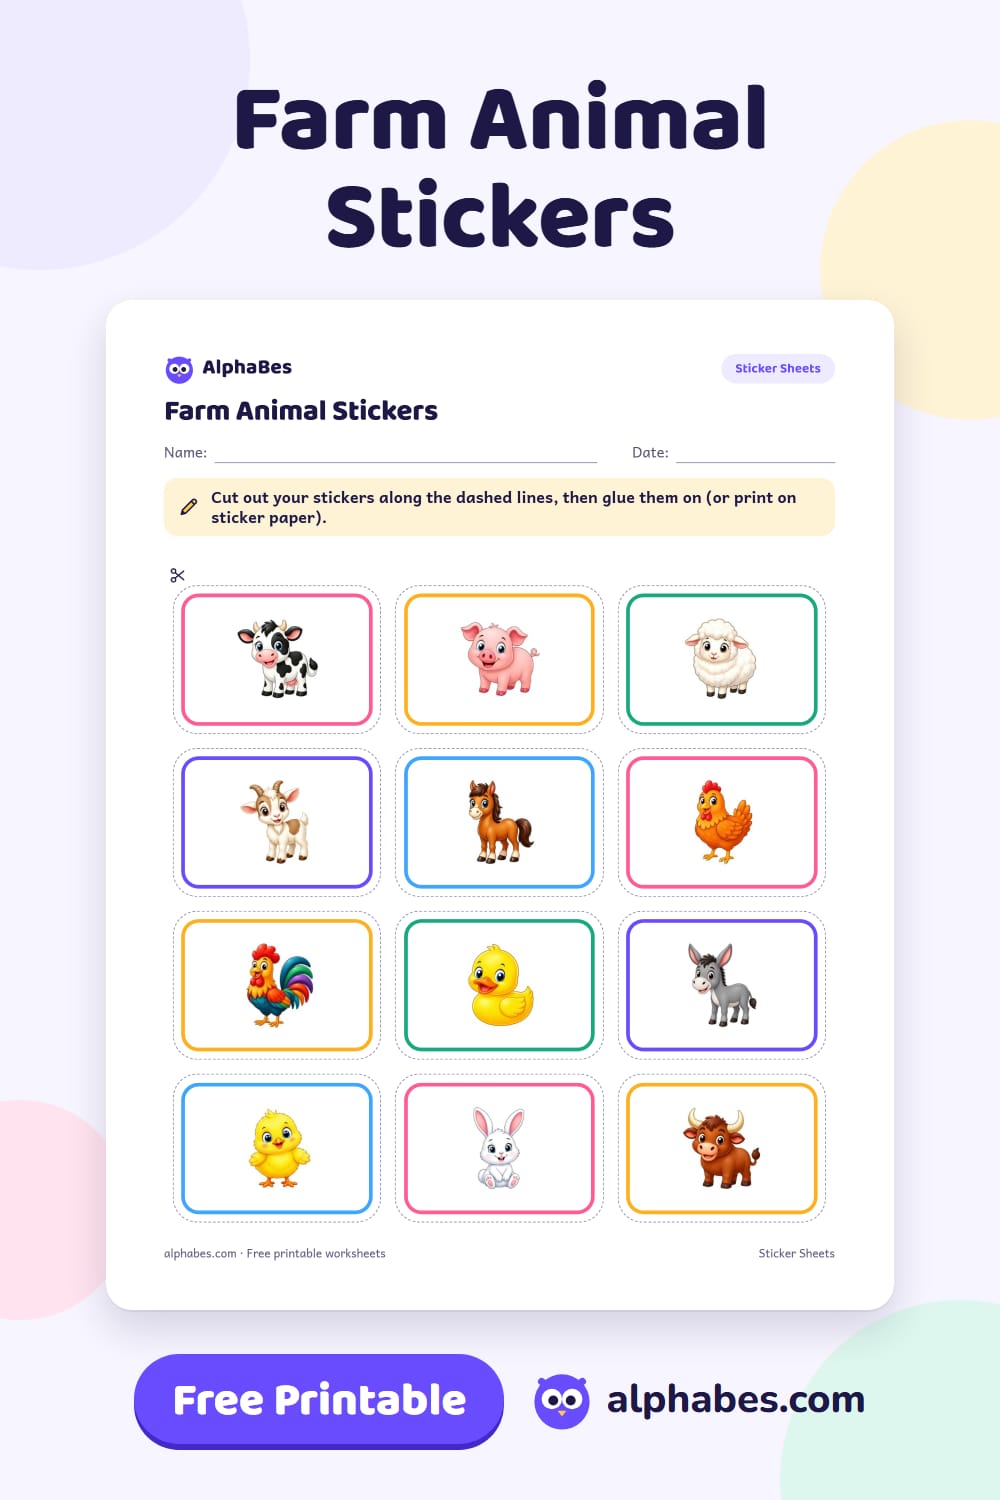 Farm Animal
Stickers
AlphaBes
Sticker Sheets
Farm Animal Stickers
Name:
Date:
Cut out your stickers along the dashed lines, then glue them on (or print on
sticker paper).
alphabes.com · Free printable worksheets
Sticker Sheets
Free Printable
alphabes.com